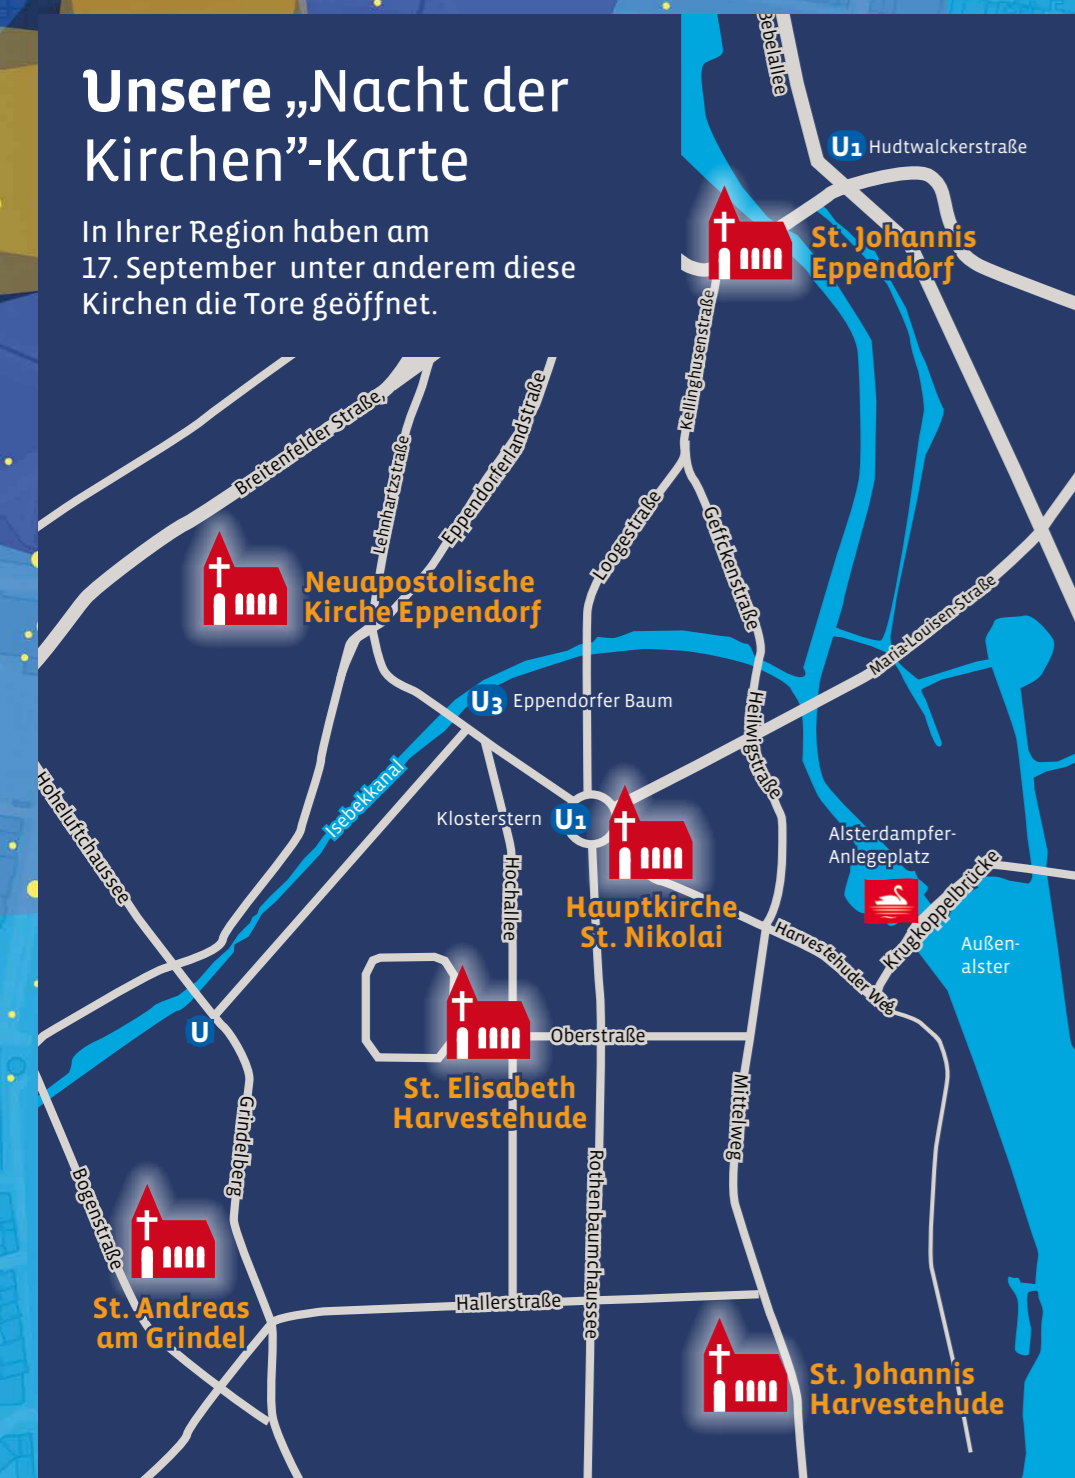 Unsere „Nacht der
Kirchen”-Karte
In Ihrer Region haben am
17. September unter anderem diese
Kirchen die Tore geöffnet.
Bebelallee
U1 Hudtwalckerstraße
St. Johannis
Eppendorf
Kellinghusenstraße
Breitenfelder Straße,
Lehnhartzstraße
Eppendorferlandstraße
Loogestraße
Geffckenstraße
Neuapostolische
Kirche Eppendorf
Maria-Louisen-Straße
U3 Eppendorfer Baum
Heilwigstraße
Isebekkanal
Hoheluftchaussee
Klosterstern U1
Alsterdampfer-
Anlegeplatz
Hochallee
Krugkoppelbrücke
Hauptkirche
St. Nikolai
Harvestehuder Weg
Außen-
alster
U
Oberstraße
St. Elisabeth
Harvestehude
Grindelberg
Mittelweg
Bogenstraße
Rothenbaumchaussee
St. Andreas
am Grindel
Hallerstraße
St. Johannis
Harvestehude